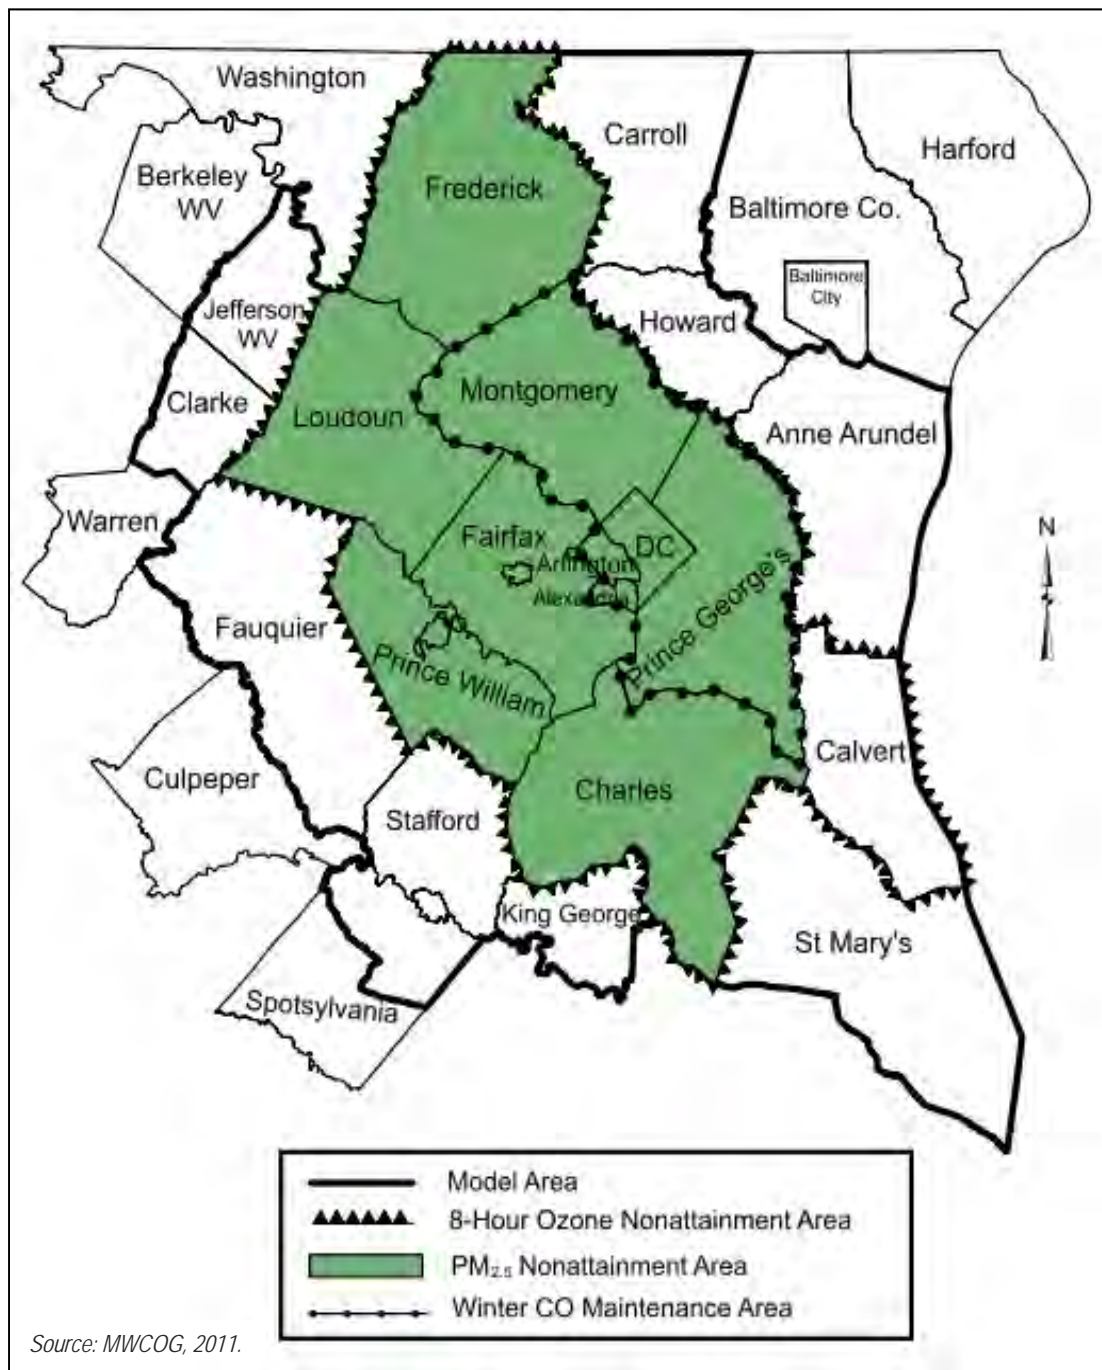 Washington
Carroll
Harford
Berkeley
WV
Frederick
Baltimore Co.
Baltimore
City
Jefferson
WV
Howard
Clarke
Loudoun
Montgomery
Anne Arundel
Warren
Fairfax
DC
Arlington
Alexandria
N
Fauquier
Prince William
Prince George's
Culpeper
Stafford
Charles
Calvert
King George
St Mary's
Spotsylvania
Model Area
8-Hour Ozone Nonattainment Area
PM2.5 Nonattainment Area
Winter CO Maintenance Area
Source: MWCOG, 2011.